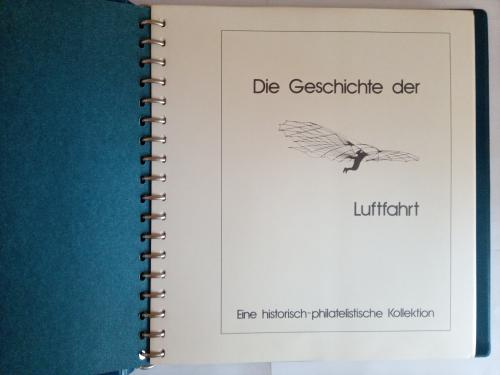 Die Geschichte der
Luftfahrt
Eine historisch-philatelistische Kollektion